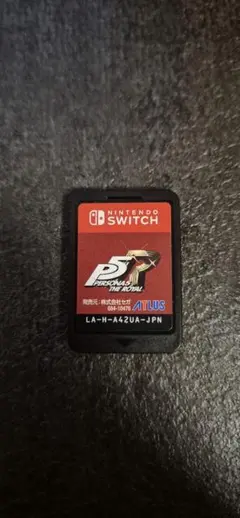 NINTENDO
SWITCH
P5R
PERSONA5
THE ROYAL
発売元:株式会社セガ
ATLUS
LA-H-A42UA-JPN